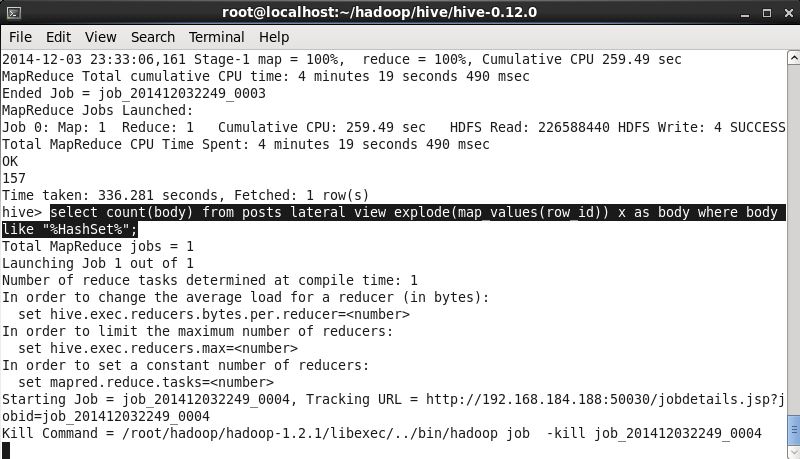 root@localhost:~/hadoop/hive/hive-0.12.0
File Edit View Search Terminal Help
2014-12-03 23:33:06,161 Stage-1 map = 100%,  reduce = 100%, Cumulative CPU 259.49 sec
MapReduce Total cumulative CPU time: 4 minutes 19 seconds 490 msec
Ended Job = job_201412032249_0003
MapReduce Jobs Launched:
Job 0: Map: 1  Reduce: 1   Cumulative CPU: 259.49 sec   HDFS Read: 226588440 HDFS Write: 4 SUCCESS
Total MapReduce CPU Time Spent: 4 minutes 19 seconds 490 msec
OK
157
Time taken: 336.281 seconds, Fetched: 1 row(s)
hive> select count(body) from posts lateral view explode(map_values(row_id)) x as body where body
like "%HashSet%";
Total MapReduce jobs = 1
Launching Job 1 out of 1
Number of reduce tasks determined at compile time: 1
In order to change the average load for a reducer (in bytes):
  set hive.exec.reducers.bytes.per.reducer=<number>
In order to limit the maximum number of reducers:
  set hive.exec.reducers.max=<number>
In order to set a constant number of reducers:
  set mapred.reduce.tasks=<number>
Starting Job = job_201412032249_0004, Tracking URL = http://192.168.184.188:50030/jobdetails.jsp?j
obid=job_201412032249_0004
Kill Command = /root/hadoop/hadoop-1.2.1/libexec/../bin/hadoop job  -kill job_201412032249_0004